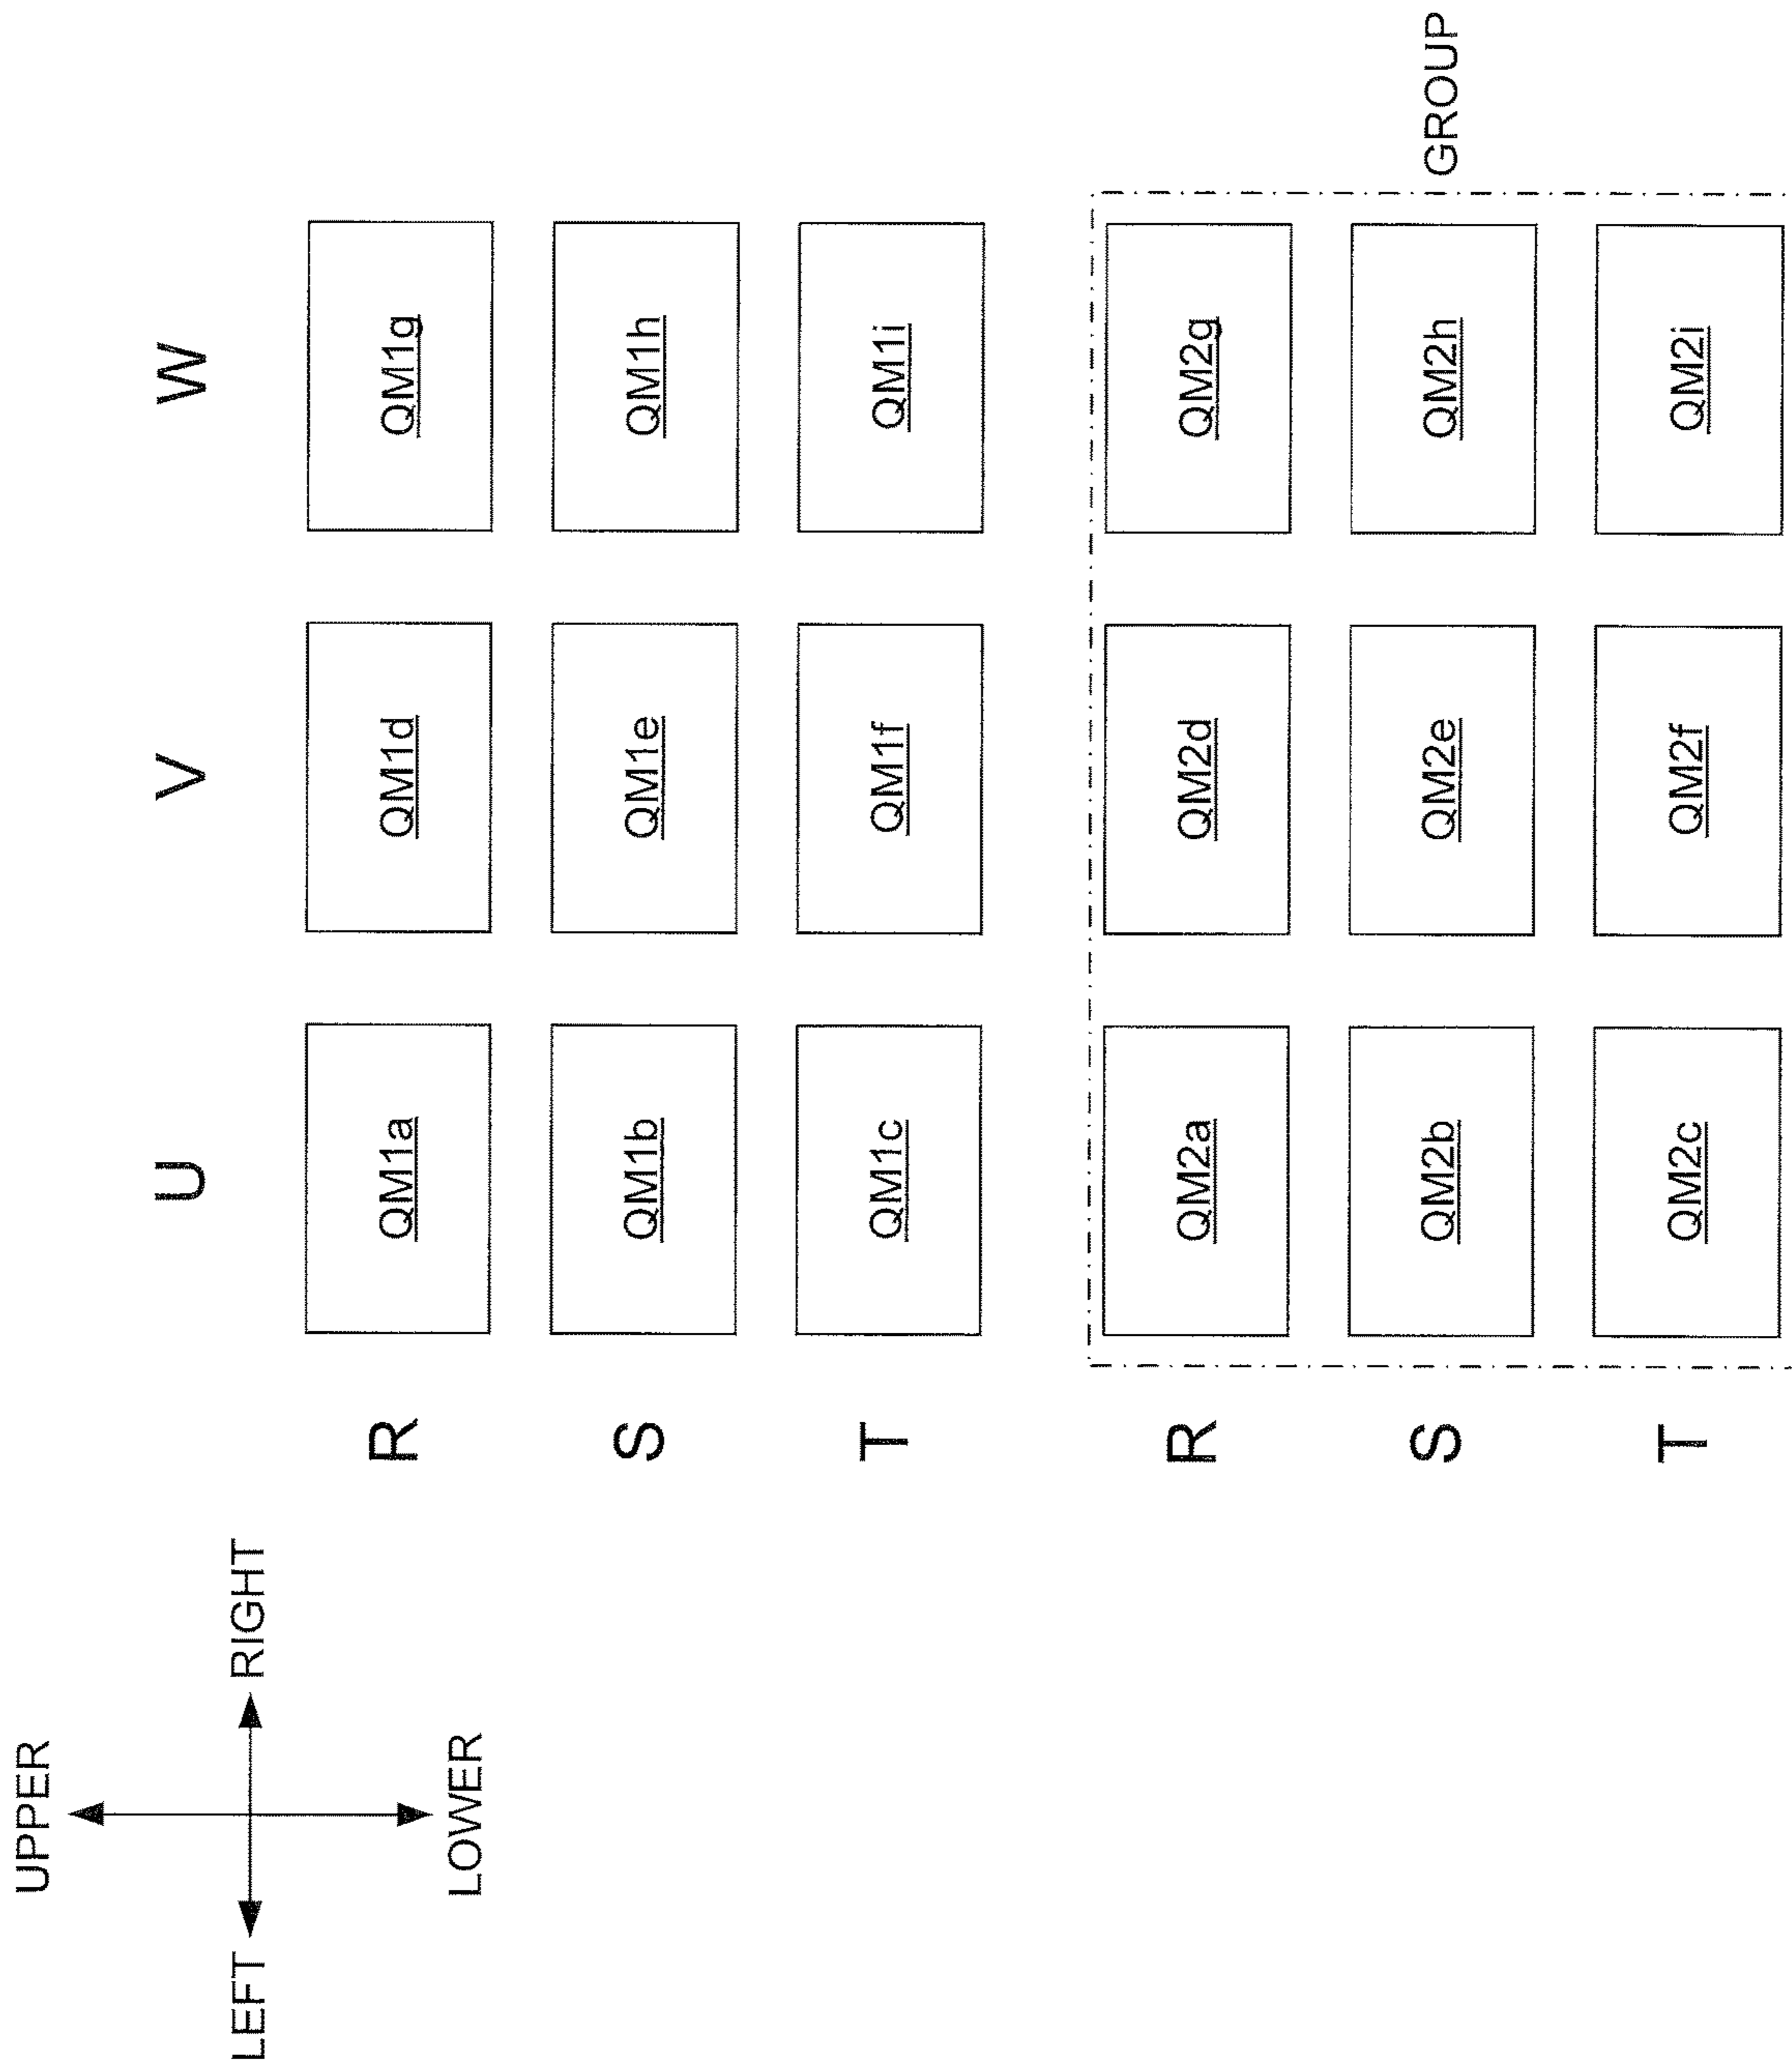 UPPER
LEFT
RIGHT
LOWER
U V W
R QM1a QM1d QM1g
S QM1b QM1e QM1h
T QM1c QM1f QM1i
R QM2a QM2d QM2g
S QM2b QM2e QM2h GROUP
T QM2c QM2f QM2i